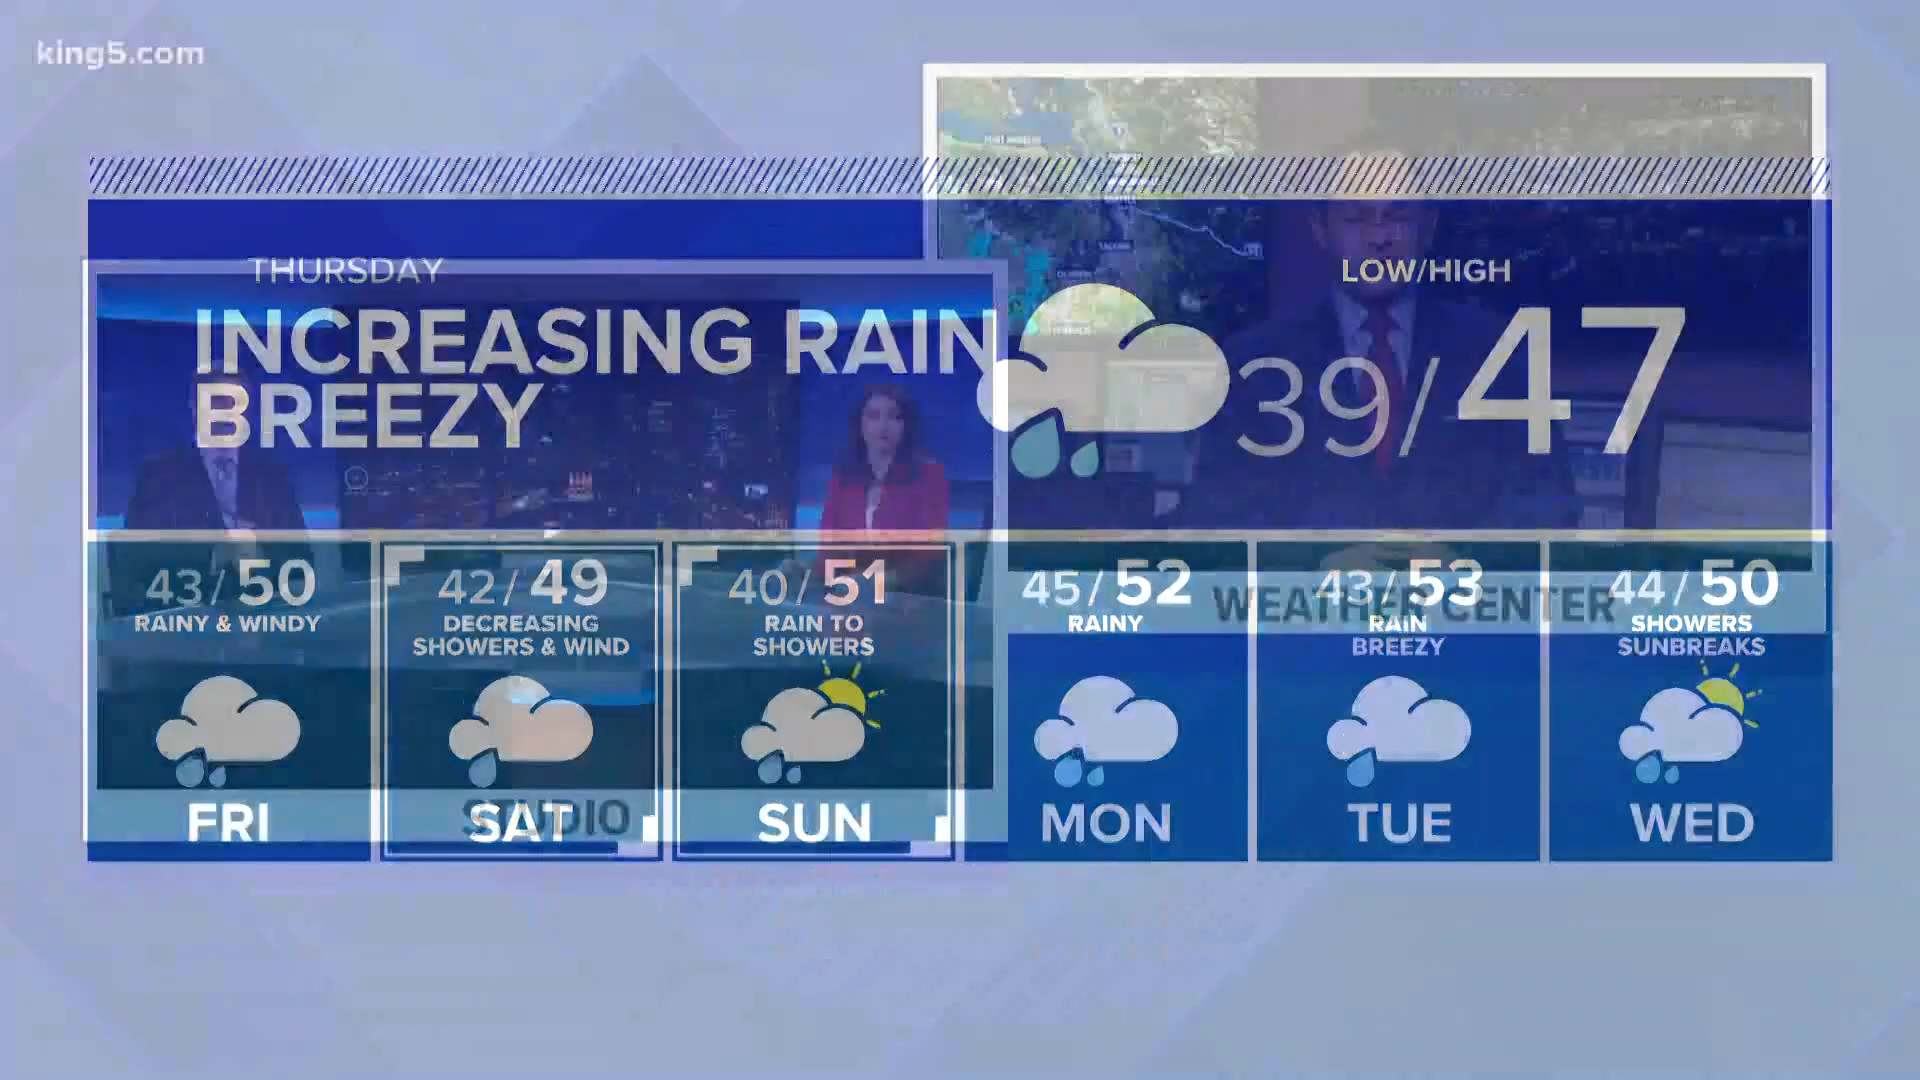 king5.com
THURSDAY
INCREASING RAIN
BREEZY
LOW/HIGH
39/47
43/50
RAINY & WINDY
FRI
42/49
DECREASING
SHOWERS & WIND
SAT
40/51
RAIN TO
SHOWERS
SUN
45/52
RAINY
MON
43/53
RAIN
BREEZY
TUE
44/50
SHOWERS
SUNBREAKS
WED
WEATHER CENTER
STUDIO
TACOMA